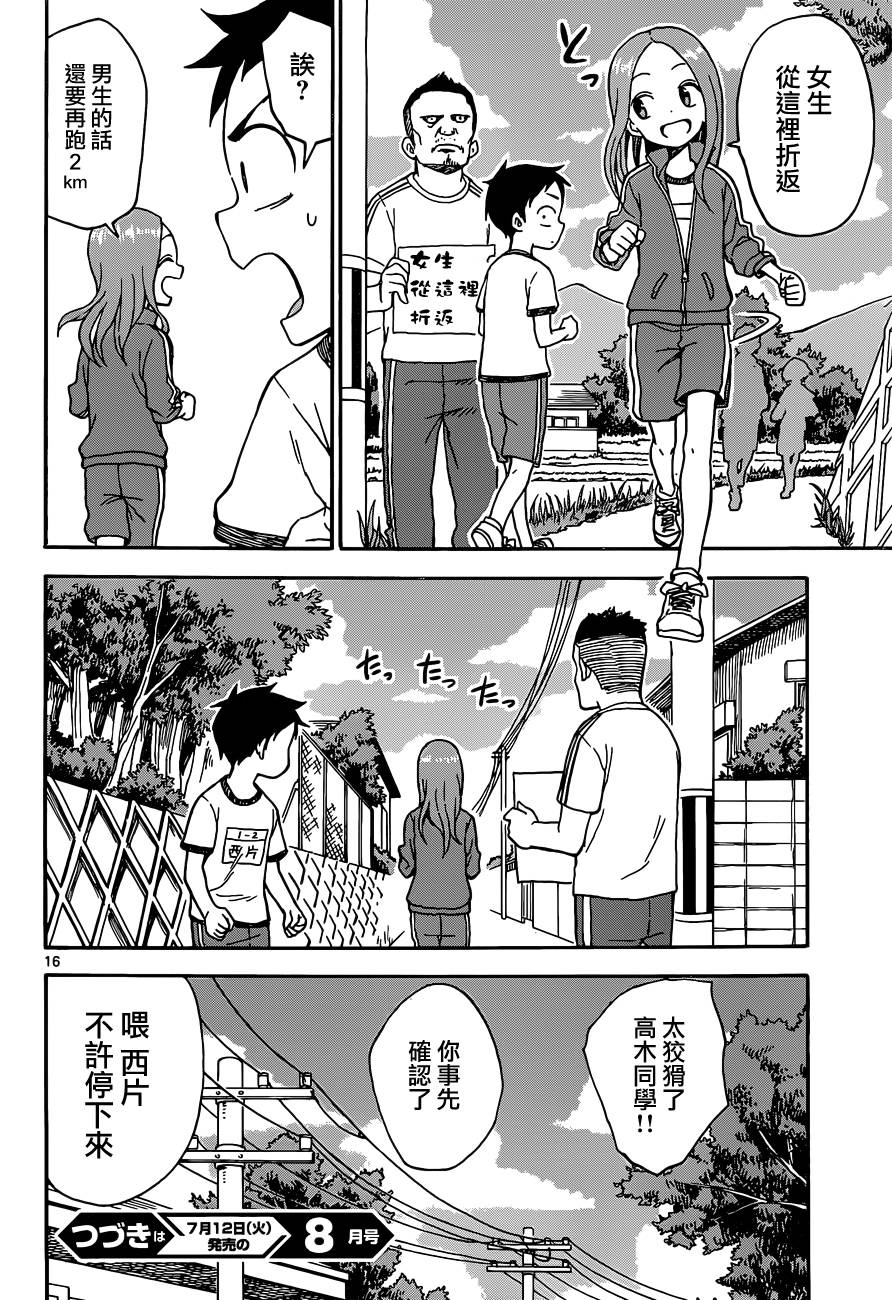 女生
從這裡折返
とっ
女生
從這裡
折返
誒?
男生的話
還要再跑2
km
たっ
たっ
たっ
1-2
西片
16
太狡猾了
高木同學!!
你事先
確認了
喂 西片
不許停下來
つづきは
7月12日(火)
発売の
8月号